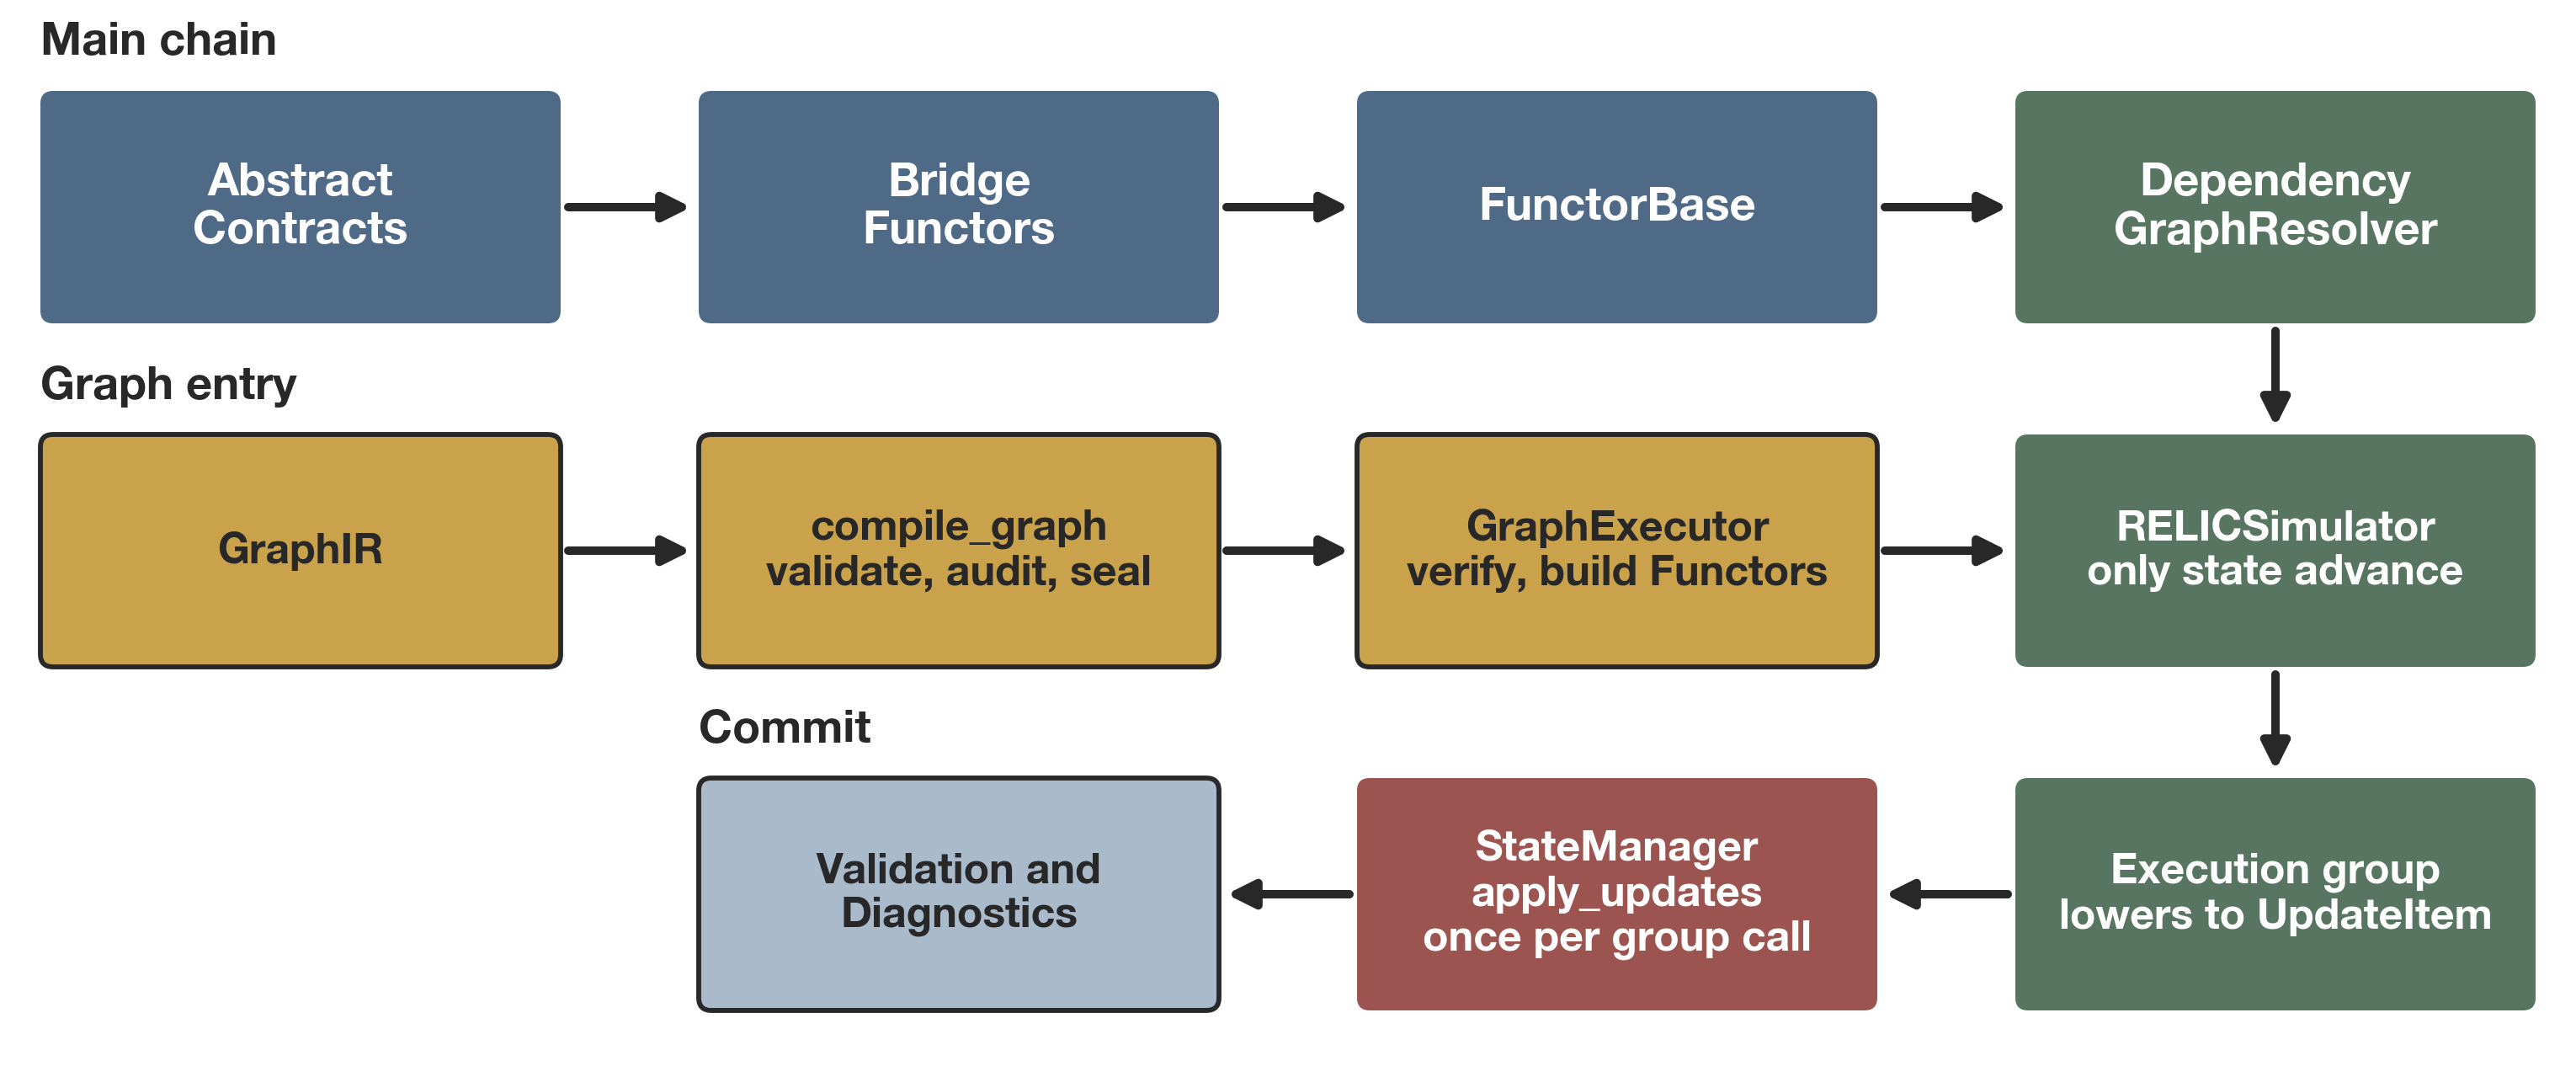 Main chain
Abstract
Contracts
Bridge
Functors
FunctorBase
Dependency
GraphResolver
Graph entry
GraphIR
compile_graph
validate, audit, seal
GraphExecutor
verify, build Functors
RELICSimulator
only state advance
Commit
Validation and
Diagnostics
StateManager
apply_updates
once per group call
Execution group
lowers to UpdateItem